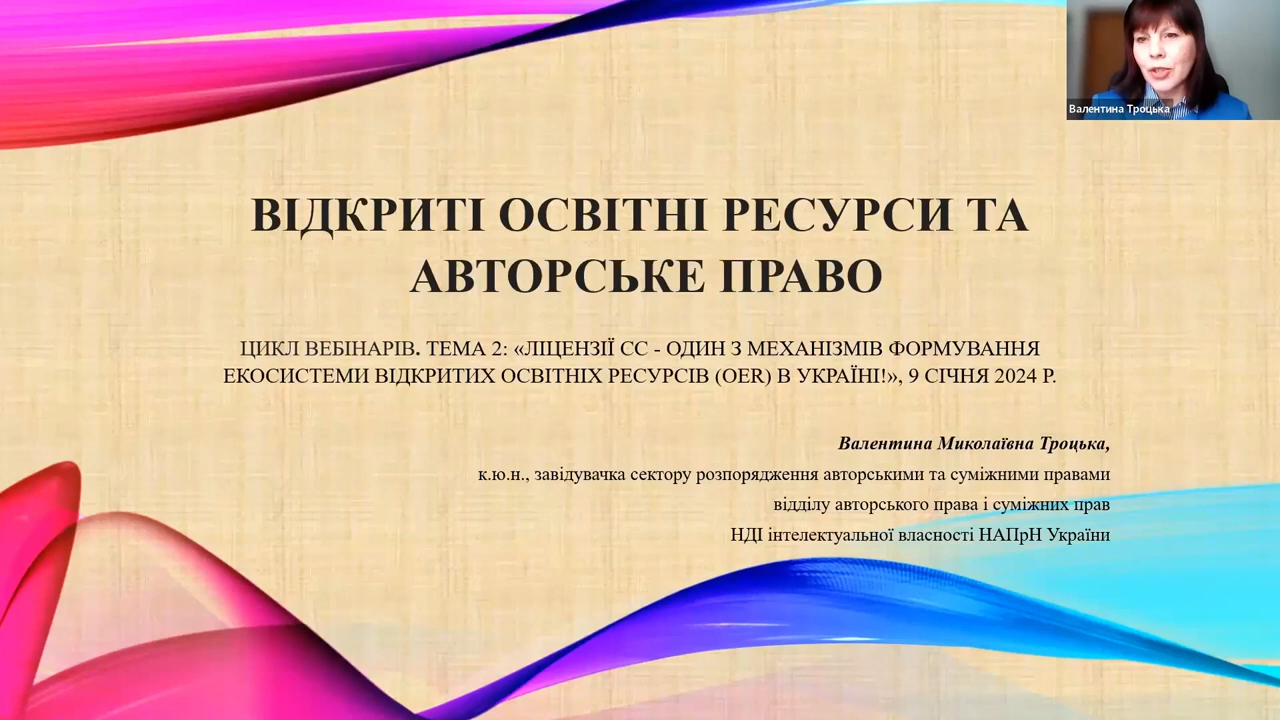 Валентина Троцька
ВІДКРИТІ ОСВІТНІ РЕСУРСИ ТА
АВТОРСЬКЕ ПРАВО
ЦИКЛ ВЕБІНАРІВ. ТЕМА 2: «ЛІЦЕНЗІЇ СС - ОДИН З МЕХАНІЗМІВ ФОРМУВАННЯ
ЕКОСИСТЕМИ ВІДКРИТИХ ОСВІТНІХ РЕСУРСІВ (OER) В УКРАЇНІ!», 9 СІЧНЯ 2024 Р.
Валентина Миколаївна Троцька,
к.ю.н., завідувачка сектору розпорядження авторськими та суміжними правами
відділу авторського права і суміжних прав
НДІ інтелектуальної власності НАПрН України